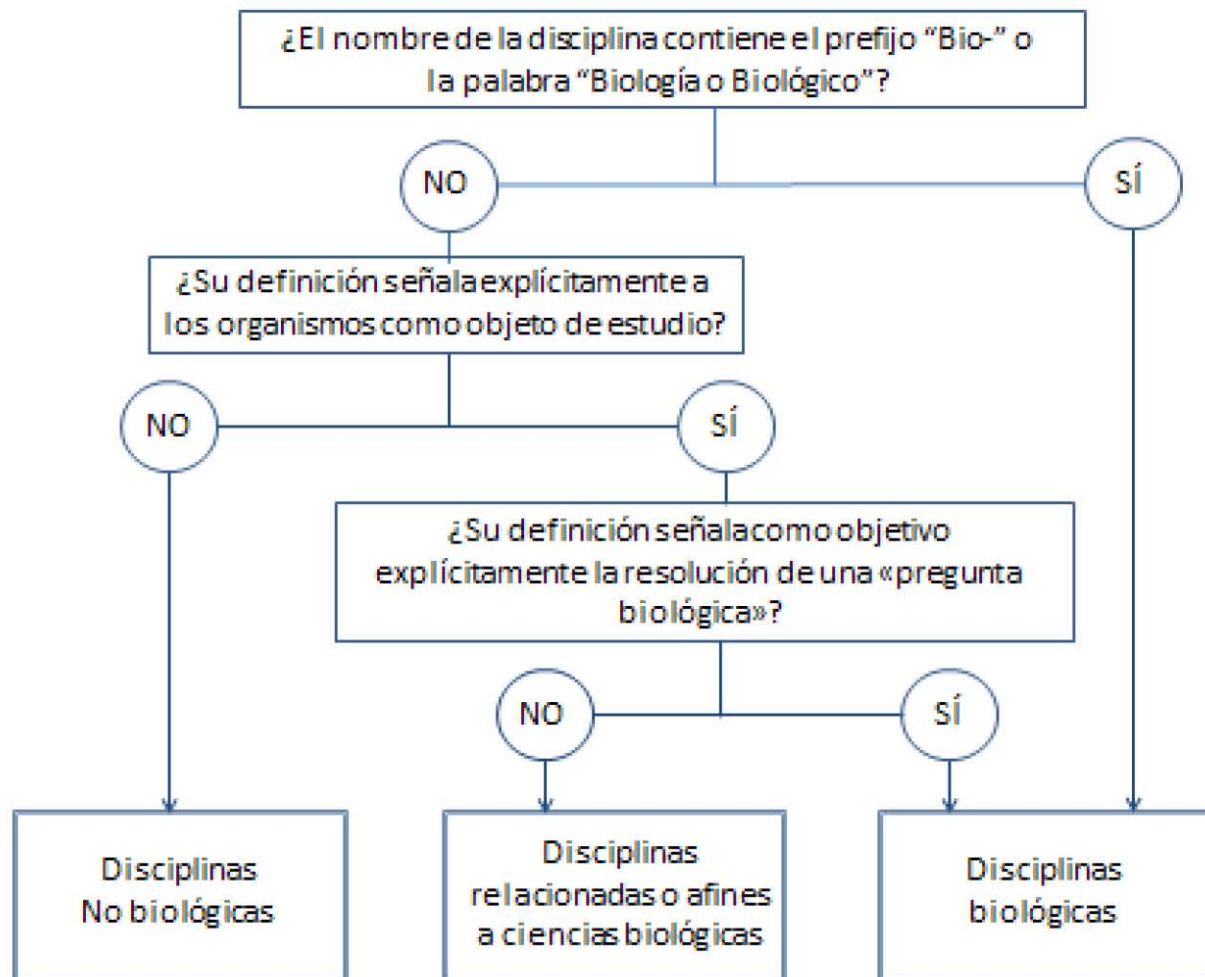 ¿El nombre de la disciplina contiene el prefijo “Bio-” o
la palabra “Biología o Biológico”?
NO
SÍ
¿Su definición señala explícitamente a
los organismos como objeto de estudio?
NO
SÍ
¿Su definición señala como objetivo
explícitamente la resolución de una «pregunta
biológica»?
NO
SÍ
Disciplinas
No biológicas
Disciplinas
relacionadas o afines
a ciencias biológicas
Disciplinas
biológicas